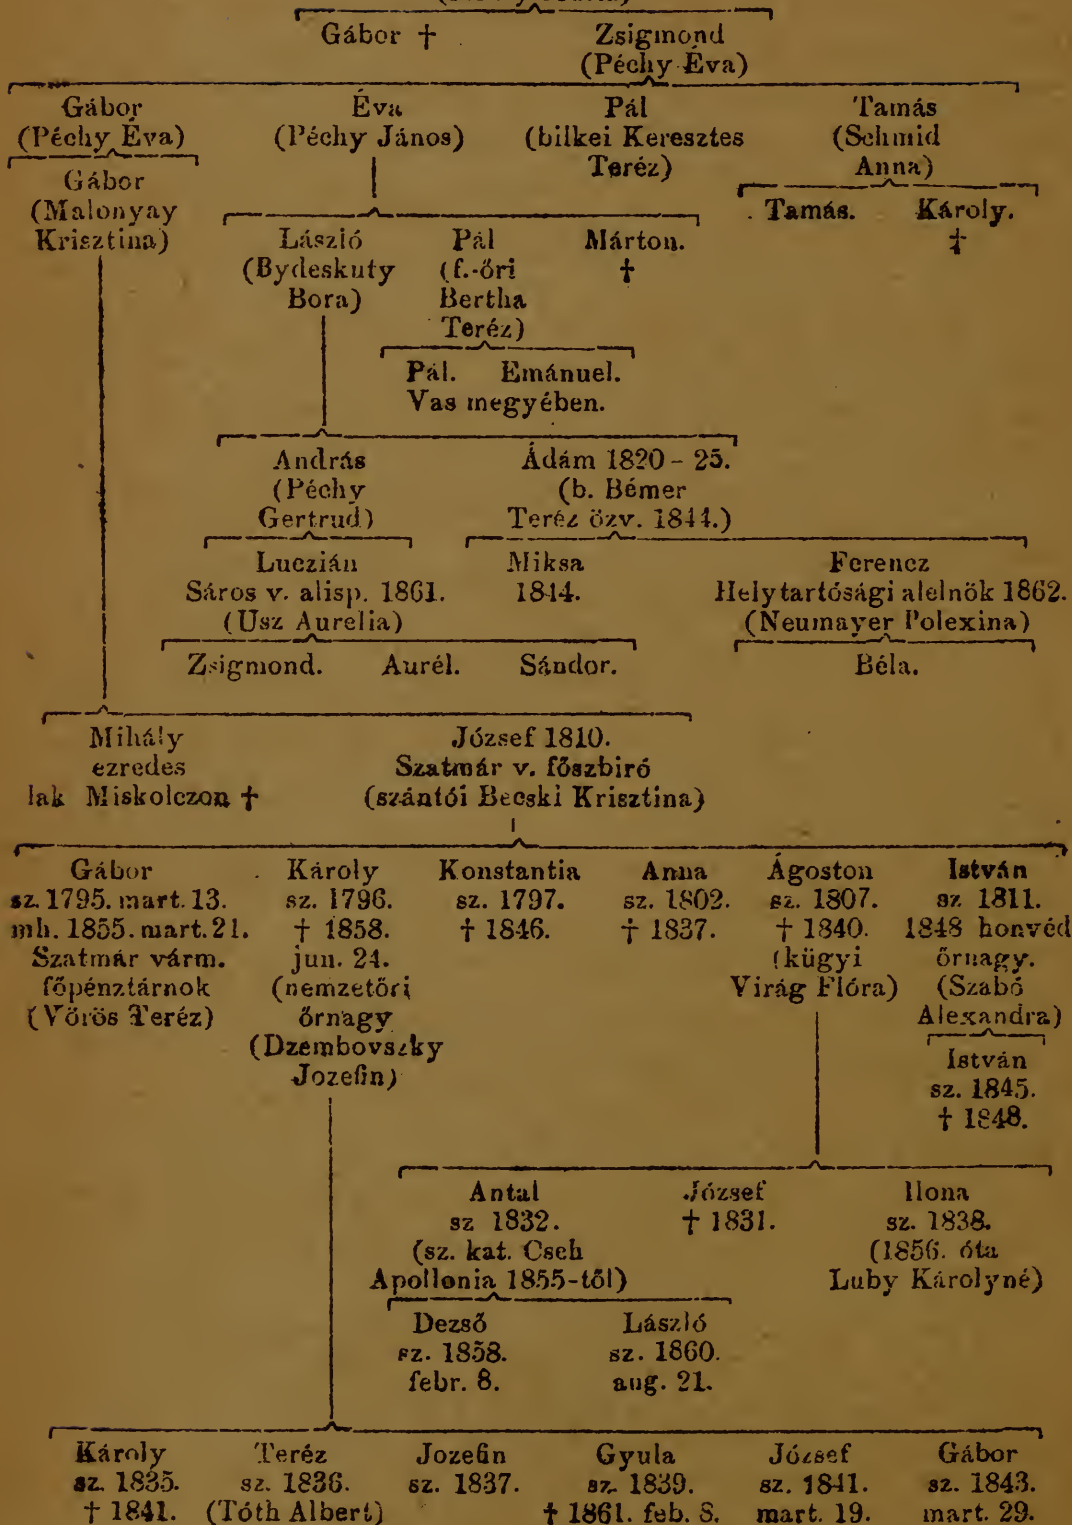 Gábor † Zsigmond
(Péchy Éva)
Gábor Éva Pál Tamás
(Péchy Éva) (Péchy János) (bilkei Keresztes (Schmid
Teréz) Anna)
Gábor
(Malonyay Tamás. Károly.
Krisztina) László Pál Márton. ‡
(Bydeskuty (f.-őri †
Bora) Bertha
Teréz)
Pál. Emánuel.
Vas megyében.
András Ádám 1820 - 25.
(Péchy (b. Bémer
Gertrud) Teréz özv. 1844.)
Luczián Miksa Ferencz
Sáros v. alisp. 1861. 1844. Helytartósági alelnök 1862.
(Usz Aurelia) (Neumayer Polexina)
Zsigmond. Aurél. Sándor. Béla.
Mihály József 1810.
ezredes Szatmár v. főszbiró
lak Miskolczon † (szántói Becski Krisztina)
Gábor Károly Konstantia Anna Ágoston István
sz. 1795. mart. 13. sz. 1796. sz. 1797. sz. 1802. sz. 1807. sz 1811.
mh. 1855. mart. 21. † 1858. † 1846. † 1837. † 1840. 1848 honvéd
Szatmár várm. jun. 24. (kügyi őrnagy.
főpénztárnok (nemzetőri Virág Flóra) (Szabó
(Vörös Teréz) őrnagy Alexandra)
(Dzembovszky István
Jozefin) sz. 1845.
† 1848.
Antal József Ilona
sz 1832. † 1831. sz. 1838.
(sz. kat. Cseh (1856. óta
Apollonia 1855-től) Luby Károlyné)
Dezső László
sz. 1858. sz. 1860.
febr. 8. aug. 21.
Károly Teréz Jozefin Gyula József Gábor
sz. 1835. sz. 1836. sz. 1837. sz. 1839. sz. 1841. sz. 1843.
† 1841. (Tóth Albert) † 1861. feb. 8. mart. 19. mart. 29.